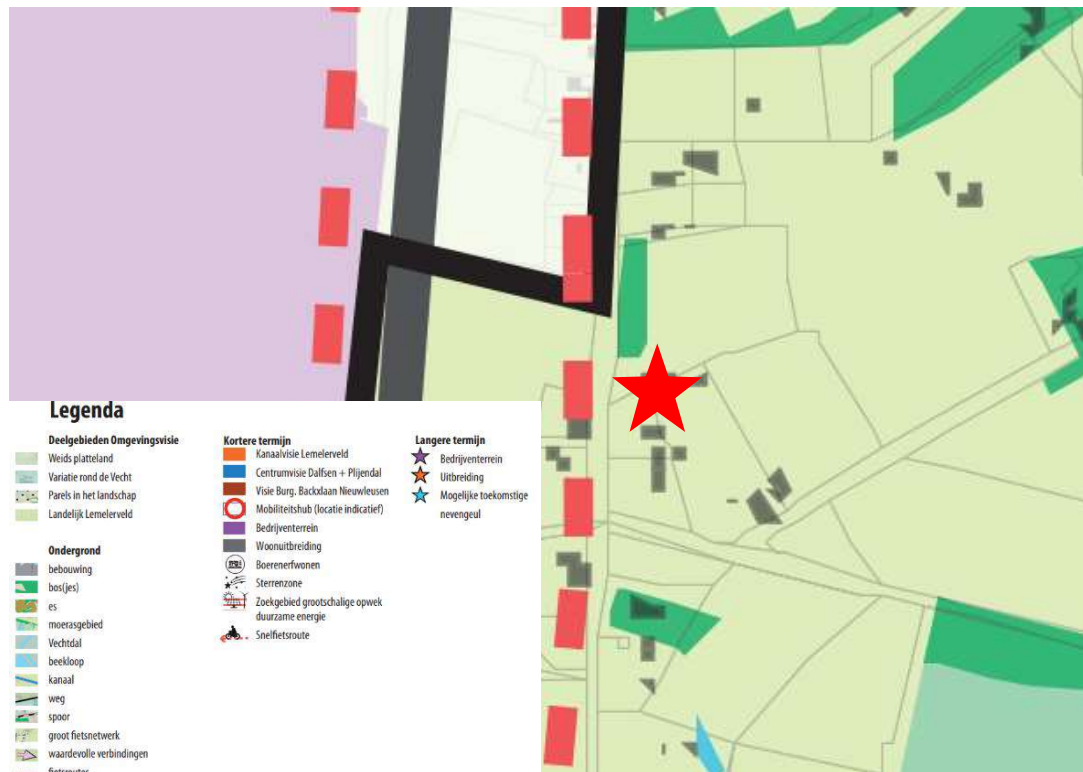 Legenda
Deelgebieden Omgevingsvisie
Weids platteland
Variatie rond de Vecht
Parels in het landschap
Landelijk Lemelerveld
Ondergrond
bebouwing
bos(jes)
es
moerasgebied
Vechtdal
beekloop
kanaal
weg
spoor
groot fietsnetwerk
waardevolle verbindingen
fietsroutes
Kortere termijn
Kanaalvisie Lemelerveld
Centrumvisie Dalfsen + Plijendal
Visie Burg. Backxlaan Nieuwleusen
Mobiliteitshub (locatie indicatief)
Bedrijventerrein
Woonuitbreiding
Boerenerfwonen
Sterrenzone
Zoekgebied grootschalige opwek
duurzame energie
Snelfietsroute
Langere termijn
Bedrijventerrein
Uitbreiding
Mogelijke toekomstige
nevengeul